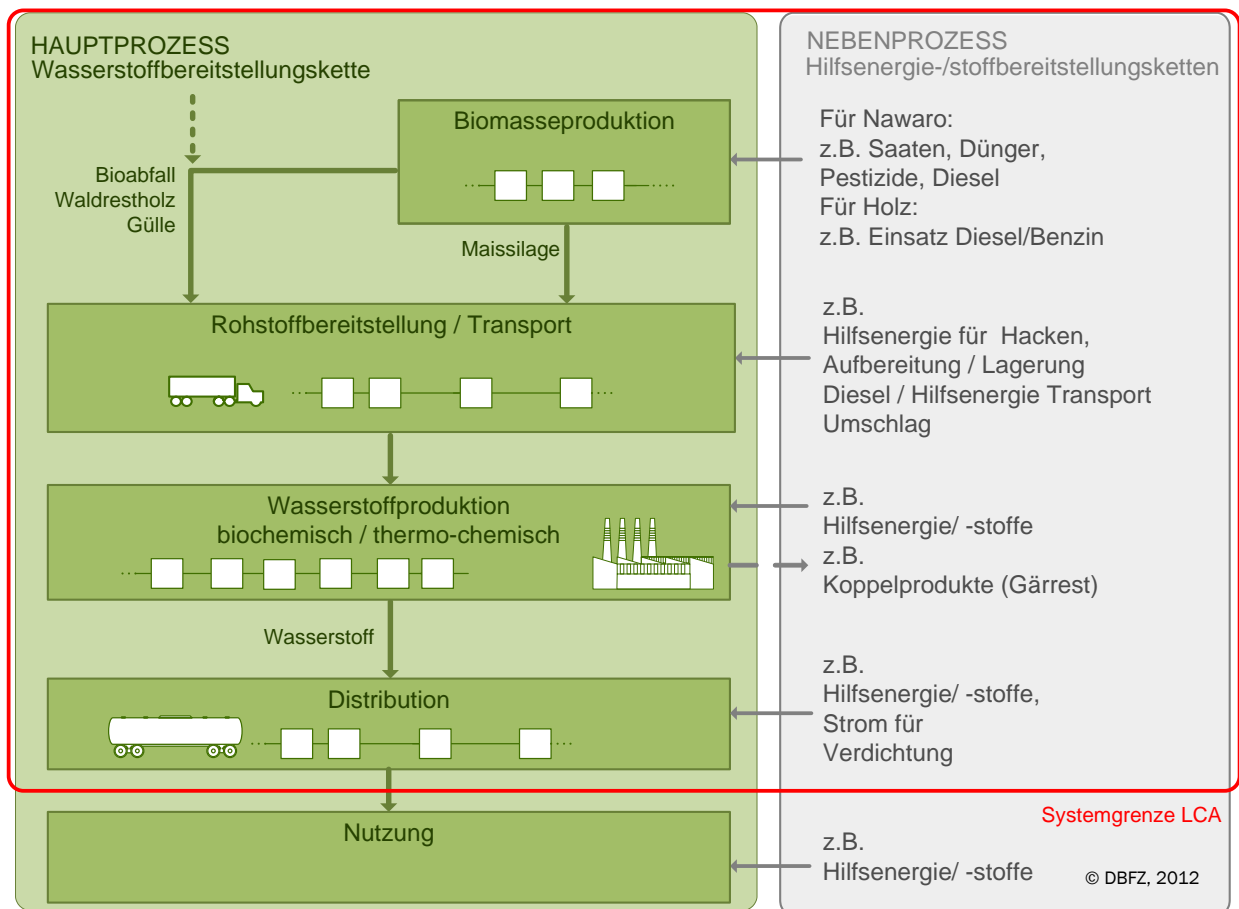 HAUPTPROZESS
Wasserstoffbereitstellungskette
NEBENPROZESS
Hilfsenergie-/stoffbereitstellungsketten
Biomasseproduktion
Für Nawaro:
z.B. Saaten, Dünger,
Pestizide, Diesel
Für Holz:
z.B. Einsatz Diesel/Benzin
Bioabfall
Waldrestholz
Gülle
Maissilage
Rohstoffbereitstellung / Transport
z.B.
Hilfsenergie für Hacken,
Aufbereitung / Lagerung
Diesel / Hilfsenergie Transport
Umschlag
Wasserstoffproduktion
biochemisch / thermo-chemisch
z.B.
Hilfsenergie/ -stoffe
z.B.
Koppelprodukte (Gärrest)
Wasserstoff
Distribution
z.B.
Hilfsenergie/ -stoffe,
Strom für
Verdichtung
Systemgrenze LCA
Nutzung
z.B.
Hilfsenergie/ -stoffe
© DBFZ, 2012